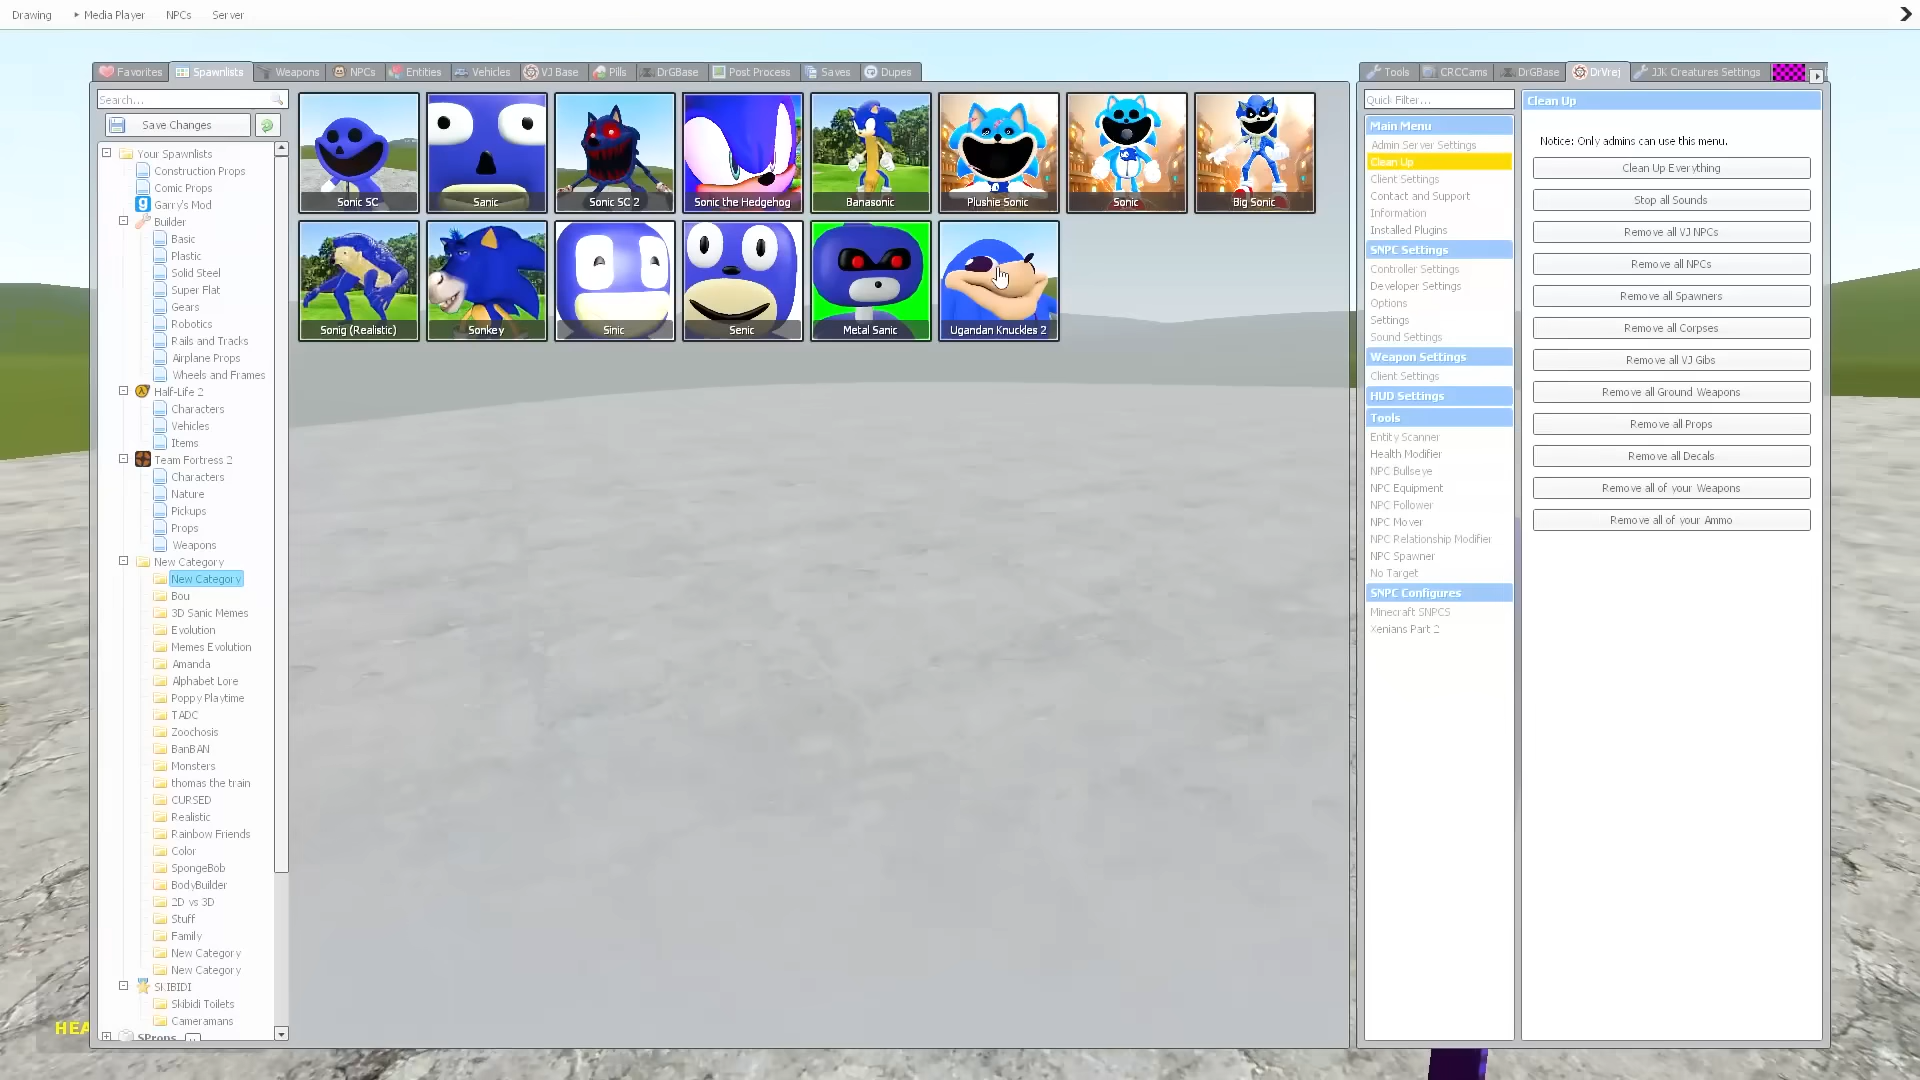 Drawing
Media Player
NPCs
Server
Favorites
Spawnlists
Weapons
NPCs
Entities
Vehicles
VJ Base
Pills
DrGBase
Post Process
Saves
Dupes
Search...
Save Changes
Your Spawnlists
Construction Props
Comic Props
Garry's Mod
Builder
Basic
Plastic
Solid Steel
Super Flat
Gears
Robotics
Rails and Tracks
Airplane Props
Wheels and Frames
Half-Life 2
Characters
Vehicles
Items
Team Fortress 2
Characters
Nature
Pickups
Props
Weapons
New Category
New Category
Bou
3D Sanic Memes
Evolution
Memes Evolution
Amanda
Alphabet Lore
Poppy Playtime
TADC
Zoochosis
BanBAN
Monsters
thomas the train
CURSED
Realistic
Rainbow Friends
Color
SpongeBob
BodyBuilder
2D vs 3D
Stuff
Family
New Category
New Category
SKIBIDI
Skibidi Toilets
Cameramans
SProps
HEA
Sonic SC
Sanic
Sonic SC 2
Sonic the Hedgehog
Banasonic
Plushie Sonic
Sonic
Big Sonic
Sonig (Realistic)
Sonkey
Sinic
Senic
Metal Sanic
Ugandan Knuckles 2
Tools
CRCCams
DrGBase
DrVrej
JJK Creatures Settings
Quick Filter...
Main Menu
Admin Server Settings
Clean Up
Client Settings
Contact and Support
Information
Installed Plugins
SNPC Settings
Controller Settings
Developer Settings
Options
Settings
Sound Settings
Weapon Settings
Client Settings
HUD Settings
Tools
Entity Scanner
Health Modifier
NPC Bullseye
NPC Equipment
NPC Follower
NPC Mover
NPC Relationship Modifier
NPC Spawner
No Target
SNPC Configures
Minecraft SNPCS
Xenians Part 2
Clean Up
Notice: Only admins can use this menu.
Clean Up Everything
Stop all Sounds
Remove all VJ NPCs
Remove all NPCs
Remove all Spawners
Remove all Corpses
Remove all VJ Gibs
Remove all Ground Weapons
Remove all Props
Remove all Decals
Remove all of your Weapons
Remove all of your Ammo